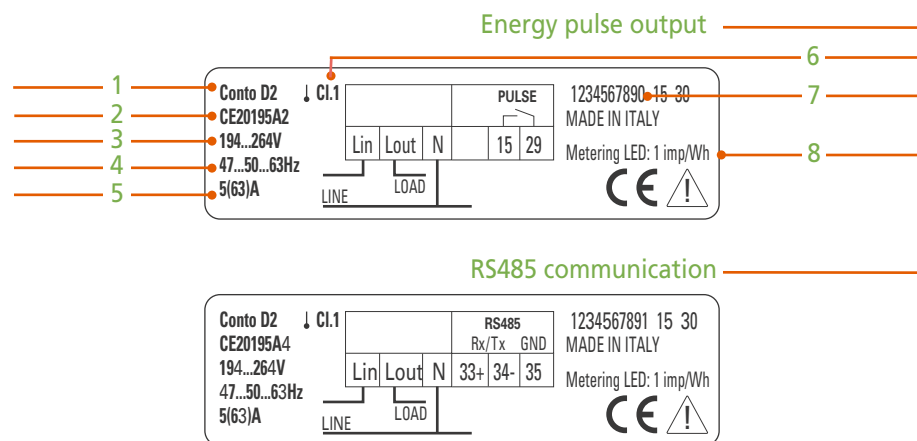 Energy pulse output
6
1 Conto D2 Cl.1 PULSE 1234567890 15 30 7
2 CE20195A2 MADE IN ITALY
3 194...264V Lin Lout N 15 29
4 47...50...63Hz Metering LED: 1 imp/Wh 8
5 5(63)A LINE LOAD CE !
RS485 communication
Conto D2 Cl.1 RS485 1234567891 15 30
CE20195A4 Rx/Tx GND MADE IN ITALY
194...264V Lin Lout N 33+ 34- 35
47...50...63Hz Metering LED: 1 imp/Wh
5(63)A LINE LOAD CE !